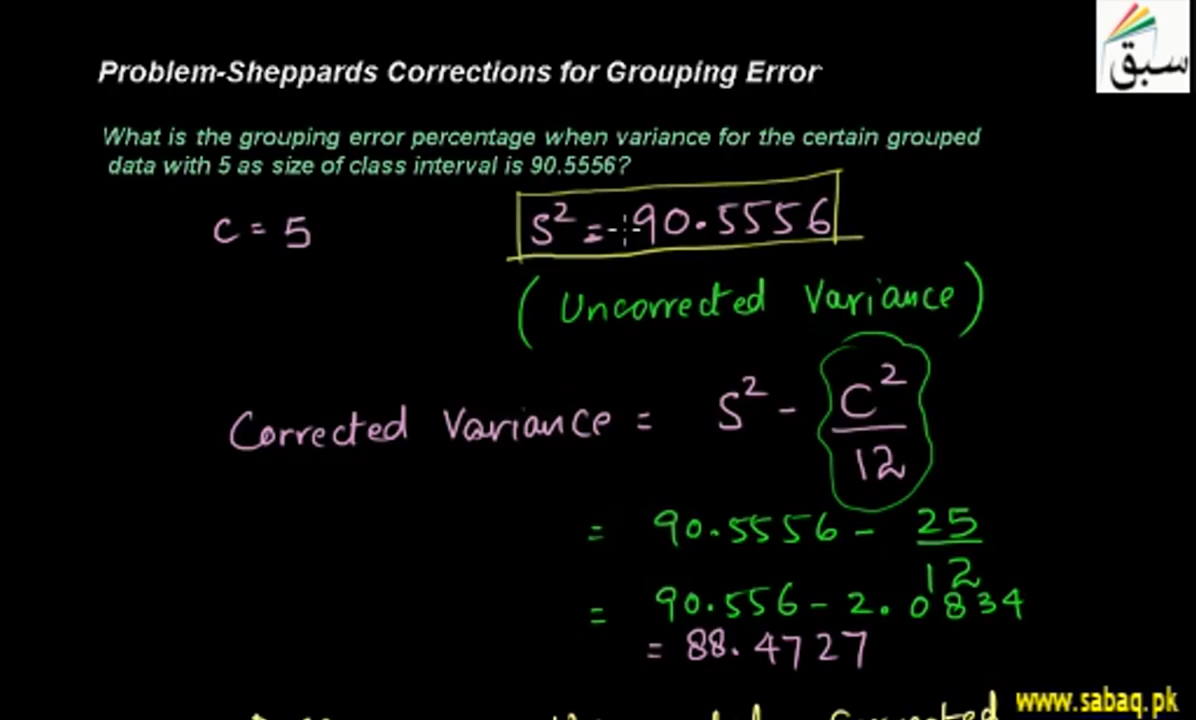 سبق
Problem-Sheppards Corrections for Grouping Error
What is the grouping error percentage when variance for the certain grouped
data with 5 as size of class interval is 90.5556?
c = 5 S² = 90.5556
(Uncorrected Variance)
Corrected Variance = S² - C²/12
= 90.5556 - 25/12
= 90.556 - 2.0834
= 88.4727
www.sabaq.pk